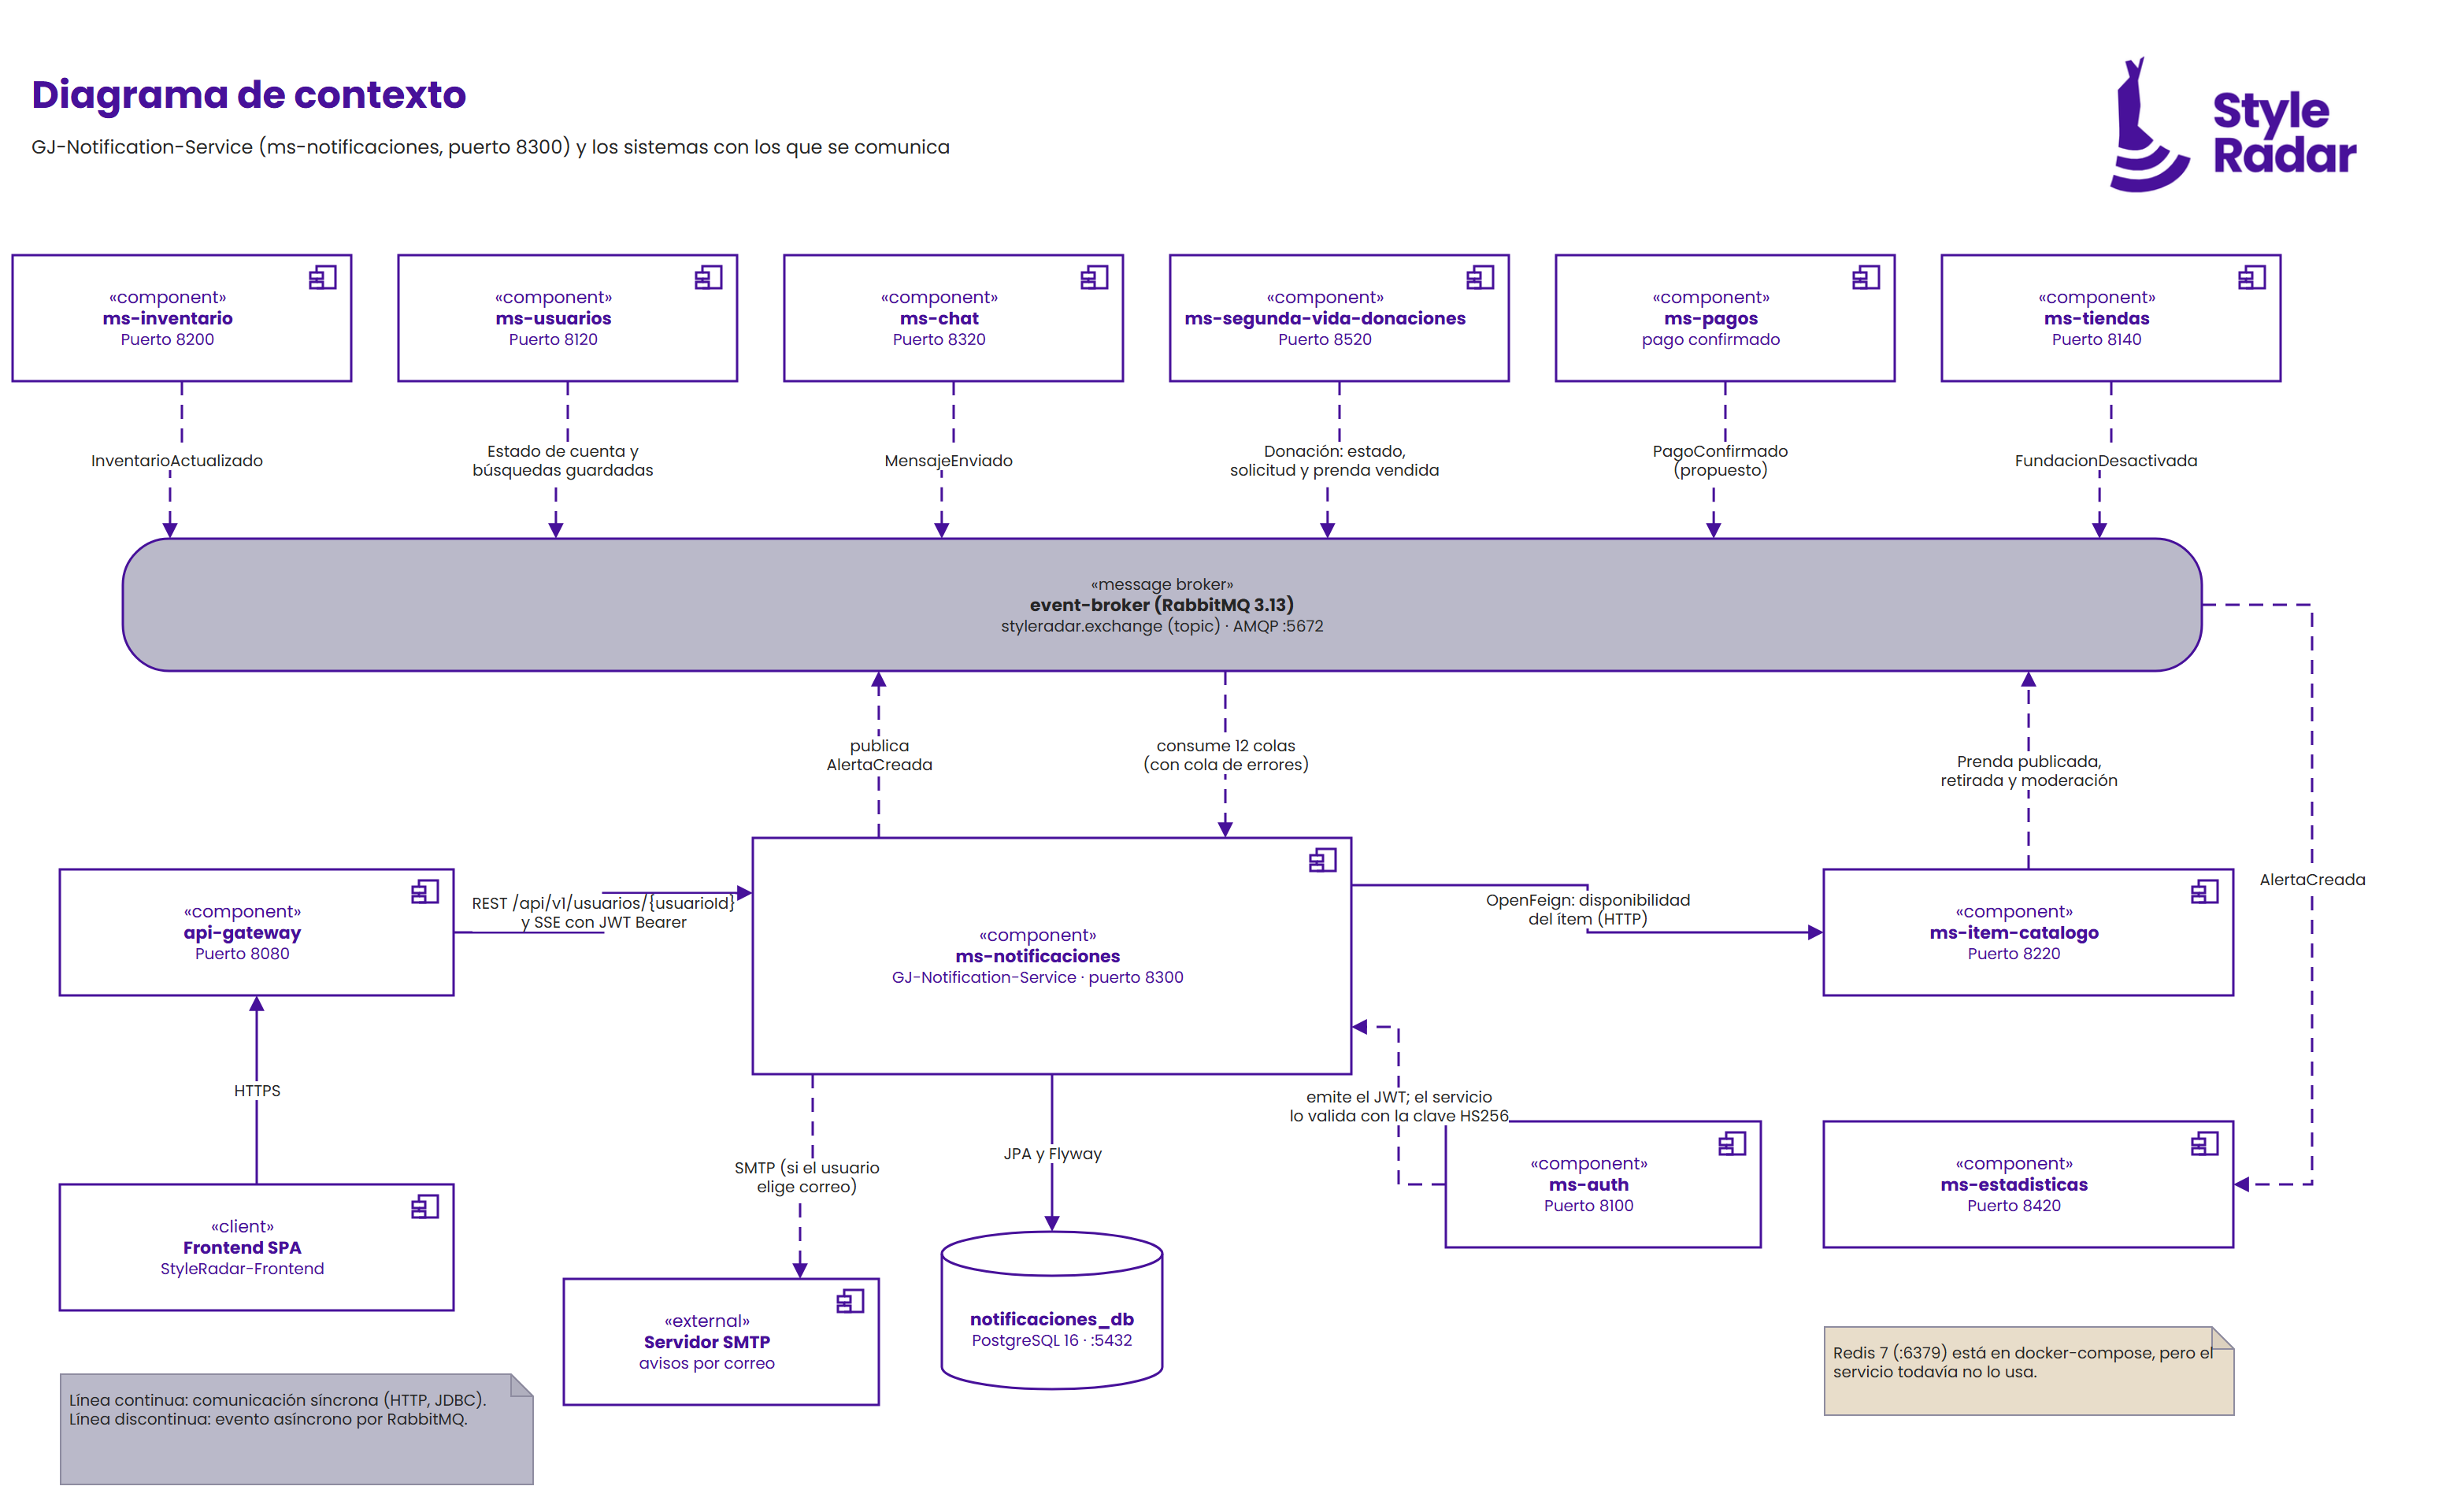 Diagrama de contexto
GJ-Notification-Service (ms-notificaciones, puerto 8300) y los sistemas con los que se comunica
Style
Radar
«component»
ms-inventario
Puerto 8200
«component»
ms-usuarios
Puerto 8120
«component»
ms-chat
Puerto 8320
«component»
ms-segunda-vida-donaciones
Puerto 8520
«component»
ms-pagos
pago confirmado
«component»
ms-tiendas
Puerto 8140
InventarioActualizado
Estado de cuenta y
búsquedas guardadas
MensajeEnviado
Donación: estado,
solicitud y prenda vendida
PagoConfirmado
(propuesto)
FundacionDesactivada
«message broker»
event-broker (RabbitMQ 3.13)
styleradar.exchange (topic) · AMQP :5672
publica
AlertaCreada
consume 12 colas
(con cola de errores)
Prenda publicada,
retirada y moderación
AlertaCreada
«component»
api-gateway
Puerto 8080
REST /api/v1/usuarios/{usuarioId}
y SSE con JWT Bearer
«component»
ms-notificaciones
GJ-Notification-Service · puerto 8300
OpenFeign: disponibilidad
del ítem (HTTP)
«component»
ms-item-catalogo
Puerto 8220
HTTPS
emite el JWT; el servicio
lo valida con la clave HS256
SMTP (si el usuario
elige correo)
JPA y Flyway
«component»
ms-auth
Puerto 8100
«component»
ms-estadisticas
Puerto 8420
«client»
Frontend SPA
StyleRadar-Frontend
«external»
Servidor SMTP
avisos por correo
notificaciones_db
PostgreSQL 16 · :5432
Redis 7 (:6379) está en docker-compose, pero el
servicio todavía no lo usa.
Línea continua: comunicación síncrona (HTTP, JDBC).
Línea discontinua: evento asíncrono por RabbitMQ.